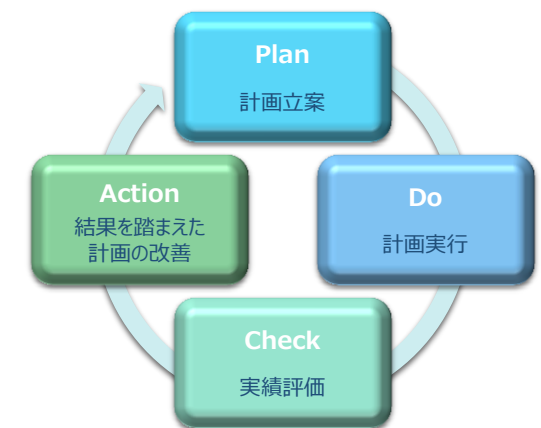 Plan
計画立案
Do
計画実行
Check
実績評価
Action
結果を踏まえた
計画の改善